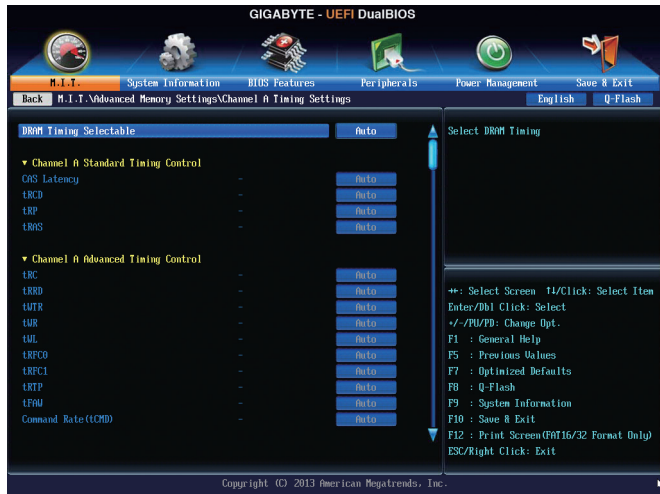 GIGABYTE - UEFI DualBIOS
M.I.T. System Information BIOS Features Peripherals Power Management Save & Exit
Back M.I.T.\Advanced Memory Settings\Channel A Timing Settings English Q-Flash
DRAM Timing Selectable Auto
▼ Channel A Standard Timing Control
CAS Latency - Auto
tRCD - Auto
tRP - Auto
tRAS - Auto
▼ Channel A Advanced Timing Control
tRC - Auto
tRRD - Auto
tWTR - Auto
tWR - Auto
tWL - Auto
tRFC0 - Auto
tRFC1 - Auto
tRTP - Auto
tFAW - Auto
Command Rate(tCMD) - Auto
Select DRAM Timing
→←: Select Screen ↑↓/Click: Select Item
Enter/Dbl Click: Select
+/-/PU/PD: Change Opt.
F1 : General Help
F5 : Previous Values
F7 : Optimized Defaults
F8 : Q-Flash
F9 : System Information
F10 : Save & Exit
F12 : Print Screen(FAT16/32 Format Only)
ESC/Right Click: Exit
Copyright (C) 2013 American Megatrends, Inc.